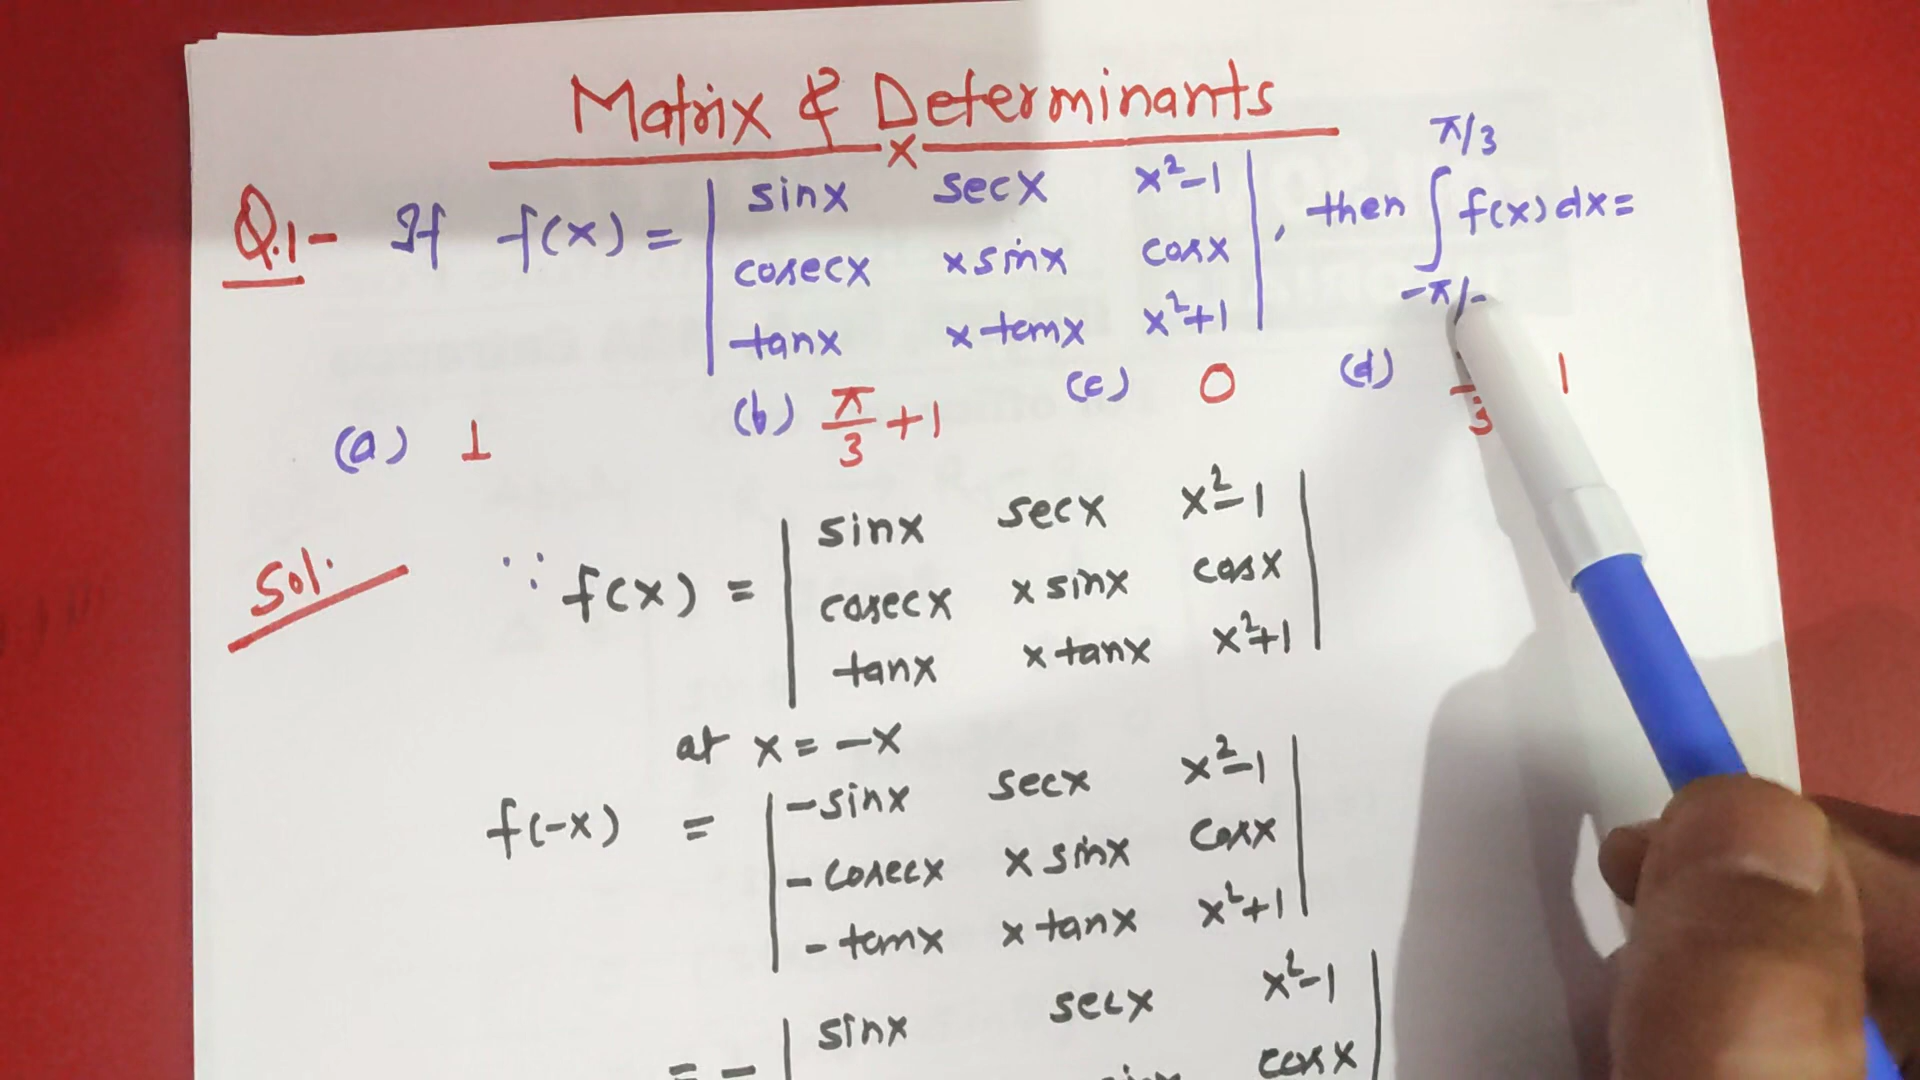 Matrix & Determinants
x
Q.1- If f(x) = | sinx secx x²-1 |
| cosecx xsinx cosx |
| tanx x tanx x²+1 | , then ∫ f(x) dx =
π/3
-π/
(a) 1 (b) π/3 + 1 (c) 0 (d) 3 1
Sol. ∵ f(x) = | sinx secx x²-1 |
| cosecx x sinx cosx |
| tanx x tanx x²+1 |
at x = -x
f(-x) = | -sinx secx x²-1 |
| -cosecx x sinx cosx |
| -tanx x tanx x²+1 |
= - | sinx secx x²-1 |
cosx |